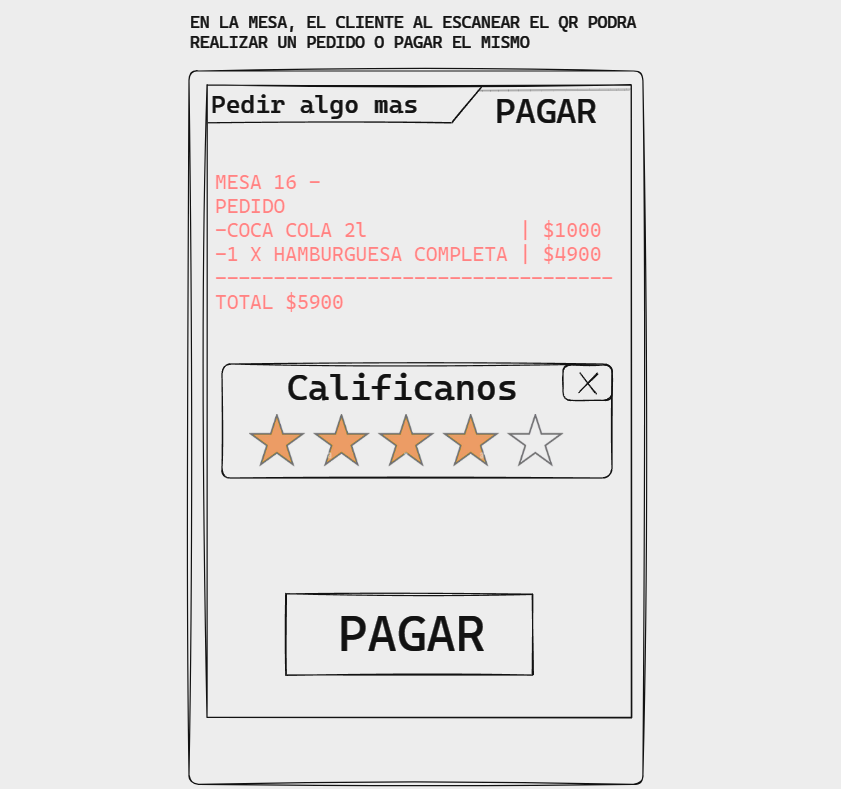 EN LA MESA, EL CLIENTE AL ESCANEAR EL QR PODRA
REALIZAR UN PEDIDO O PAGAR EL MISMO
Pedir algo mas
PAGAR
MESA 16 -
PEDIDO
-COCA COLA 2l | $1000
-1 X HAMBURGUESA COMPLETA | $4900
----------------------------------
TOTAL $5900
Calificanos
X
PAGAR